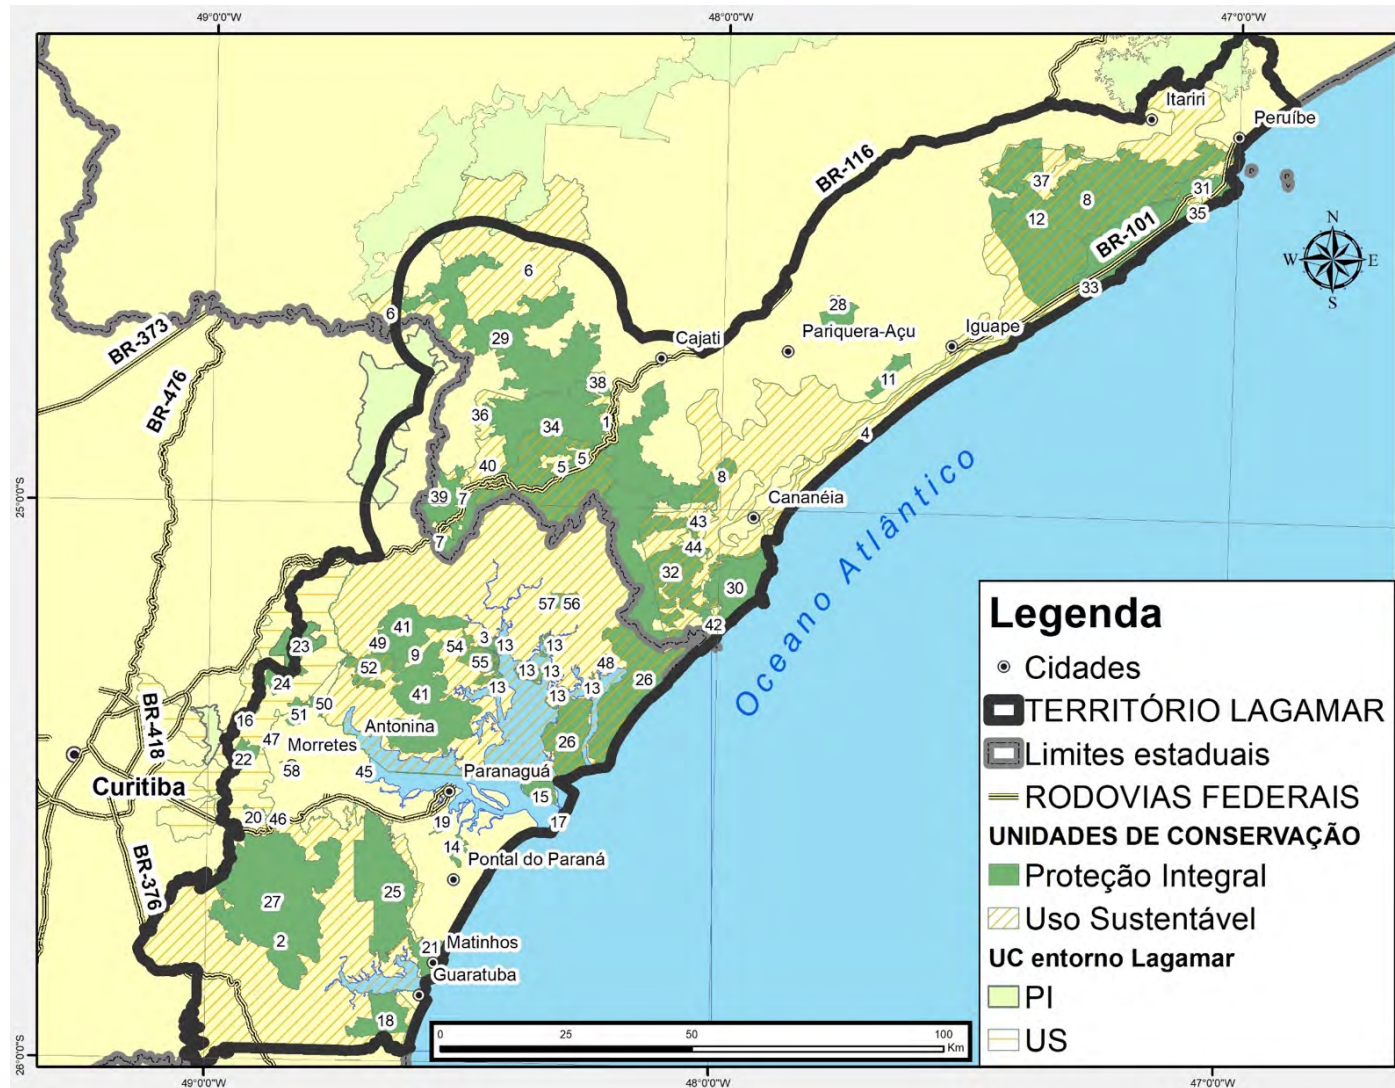 49°0'0"W
48°0'0"W
47°0'0"W
Itariri
Peruíbe
BR-116
37
8
31
12
35
BR-101
6
33
6
28
Pariquera-Açu
Iguape
BR-373
29
Cajati
BR-476
38
11
36
1
34
4
5
5
40
8
25°0'0"S
39
7
Cananéia
43
7
44
Oceano Atlântico
32
30
57
56
42
41
49
3
54
13
13
23
9
52
55
13
13
48
24
41
13
13
13
26
50
51
16
BR-418
Antonina
47
Morretes
26
22
58
45
Paranaguá
Curitiba
15
20
46
19
17
14
Pontal do Paraná
BR-376
25
27
2
21
Matinhos
Guaratuba
18
26°0'0"S
49°0'0"W
48°0'0"W
47°0'0"W
N
W
E
S
0
25
50
100
Km
Legenda
Cidades
TERRITÓRIO LAGAMAR
Limites estaduais
RODOVIAS FEDERAIS
UNIDADES DE CONSERVAÇÃO
Proteção Integral
Uso Sustentável
UC entorno Lagamar
PI
US